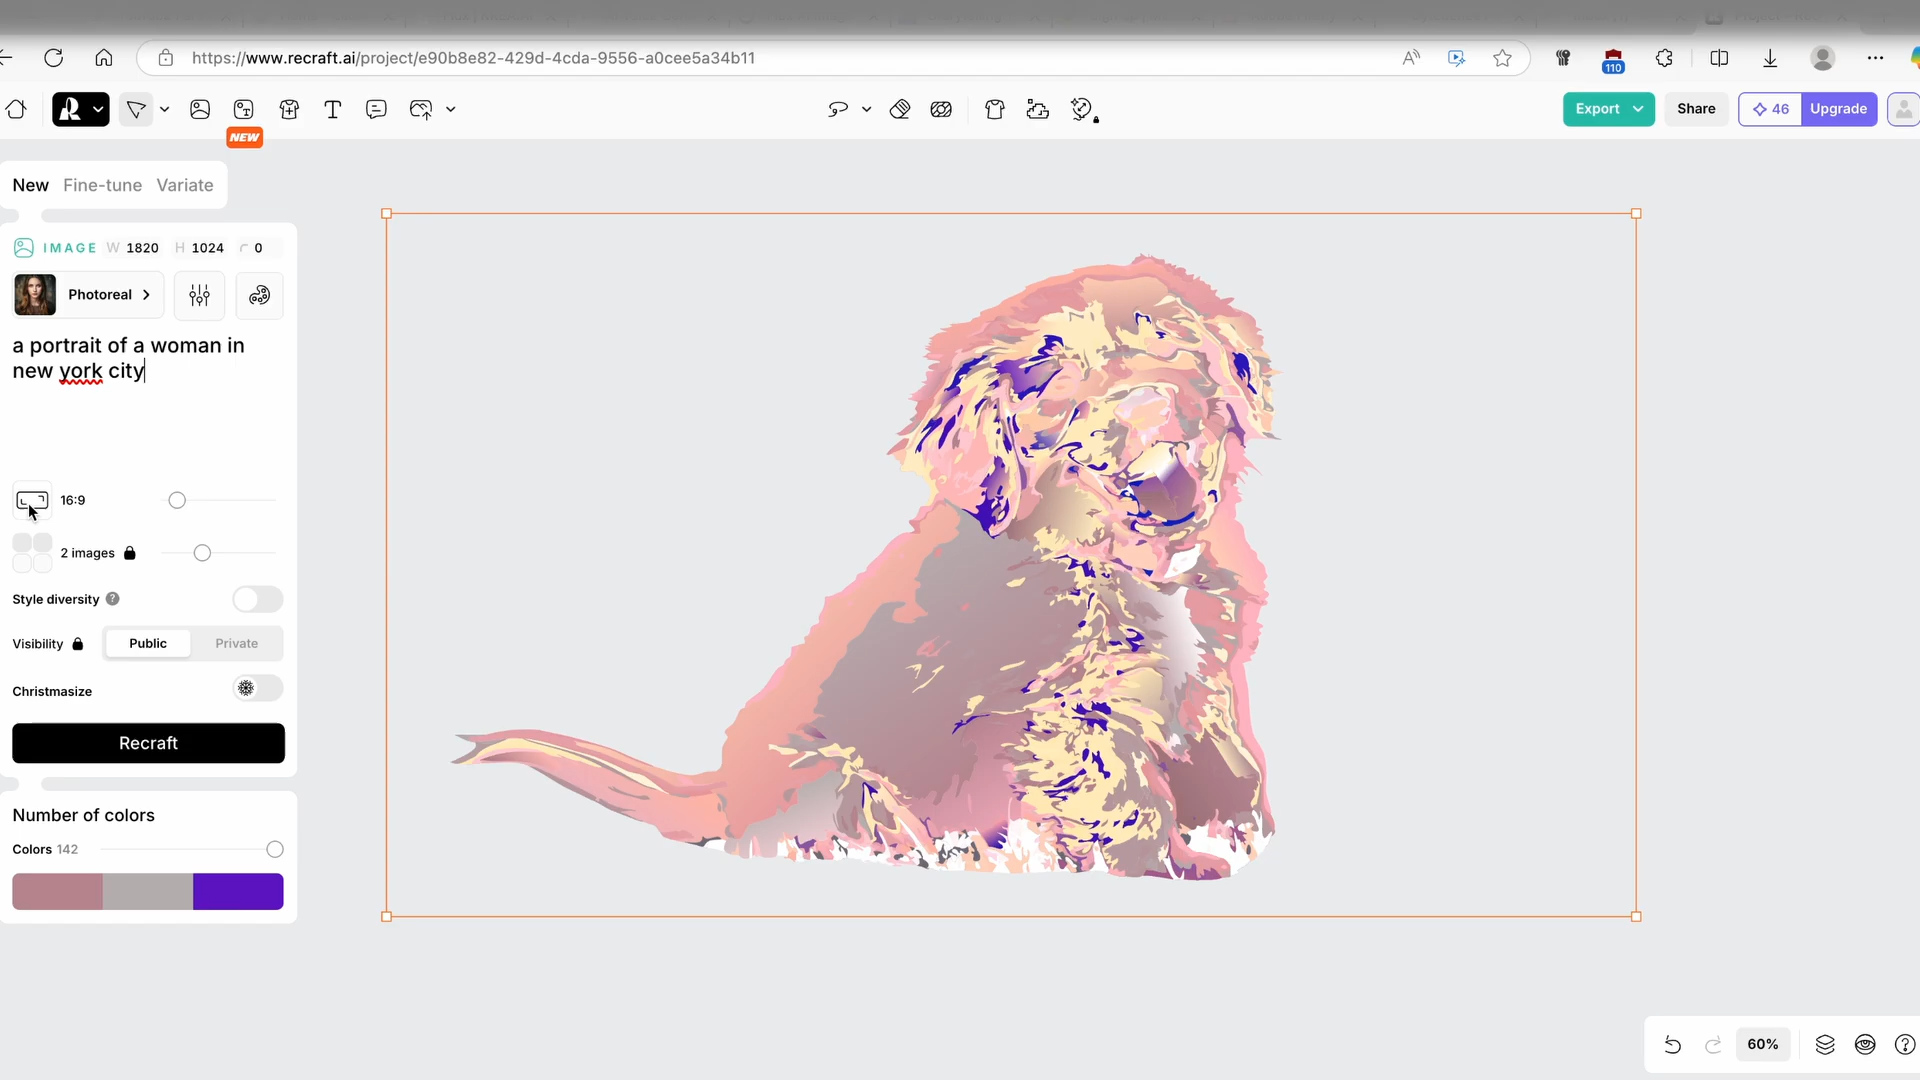 https://www.recraft.ai/project/e90b8e82-429d-4cda-9556-a0cee5a34b11
110
NEW
Export
Share
46
Upgrade
New Fine-tune Variate
IMAGE W 1820 H 1024 0
Photoreal
a portrait of a woman in
new york city
16:9
2 images
Style diversity ?
Visibility Public Private
Christmasize
Recraft
Number of colors
Colors 142
60%